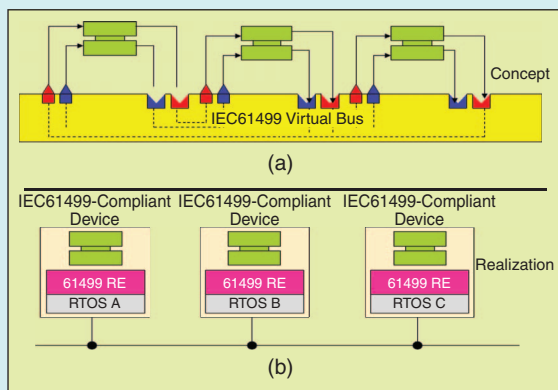 Concept
IEC61499 Virtual Bus
(a)
IEC61499-Compliant Device
IEC61499-Compliant Device
IEC61499-Compliant Device
61499 RE
RTOS A
61499 RE
RTOS B
61499 RE
RTOS C
Realization
(b)